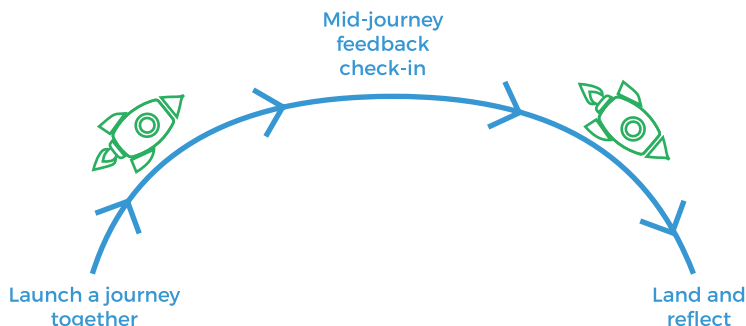 Mid-journey
feedback
check-in
Launch a journey
together
Land and
reflect